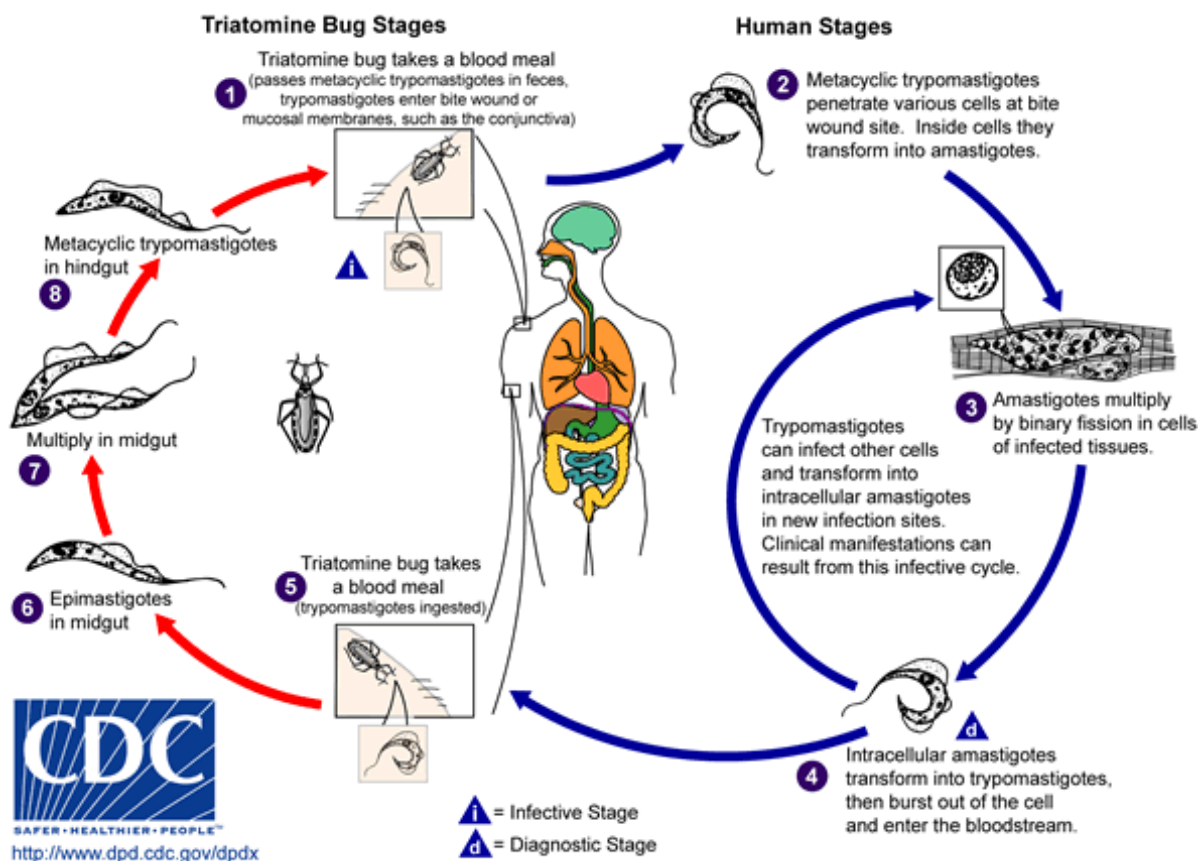 Triatomine Bug Stages
Human Stages
1
Triatomine bug takes a blood meal
(passes metacyclic trypomastigotes in feces,
trypomastigotes enter bite wound or
mucosal membranes, such as the conjunctiva)
i
2
Metacyclic trypomastigotes
penetrate various cells at bite
wound site. Inside cells they
transform into amastigotes.
3
Amastigotes multiply
by binary fission in cells
of infected tissues.
Trypomastigotes
can infect other cells
and transform into
intracellular amastigotes
in new infection sites.
Clinical manifestations can
result from this infective cycle.
d
4
Intracellular amastigotes
transform into trypomastigotes,
then burst out of the cell
and enter the bloodstream.
5
Triatomine bug takes
a blood meal
(trypomastigotes ingested)
6
Epimastigotes
in midgut
Multiply in midgut
7
Metacyclic trypomastigotes
in hindgut
8
i = Infective Stage
d = Diagnostic Stage
CDC
SAFER•HEALTHIER•PEOPLE™
http://www.dpd.cdc.gov/dpdx